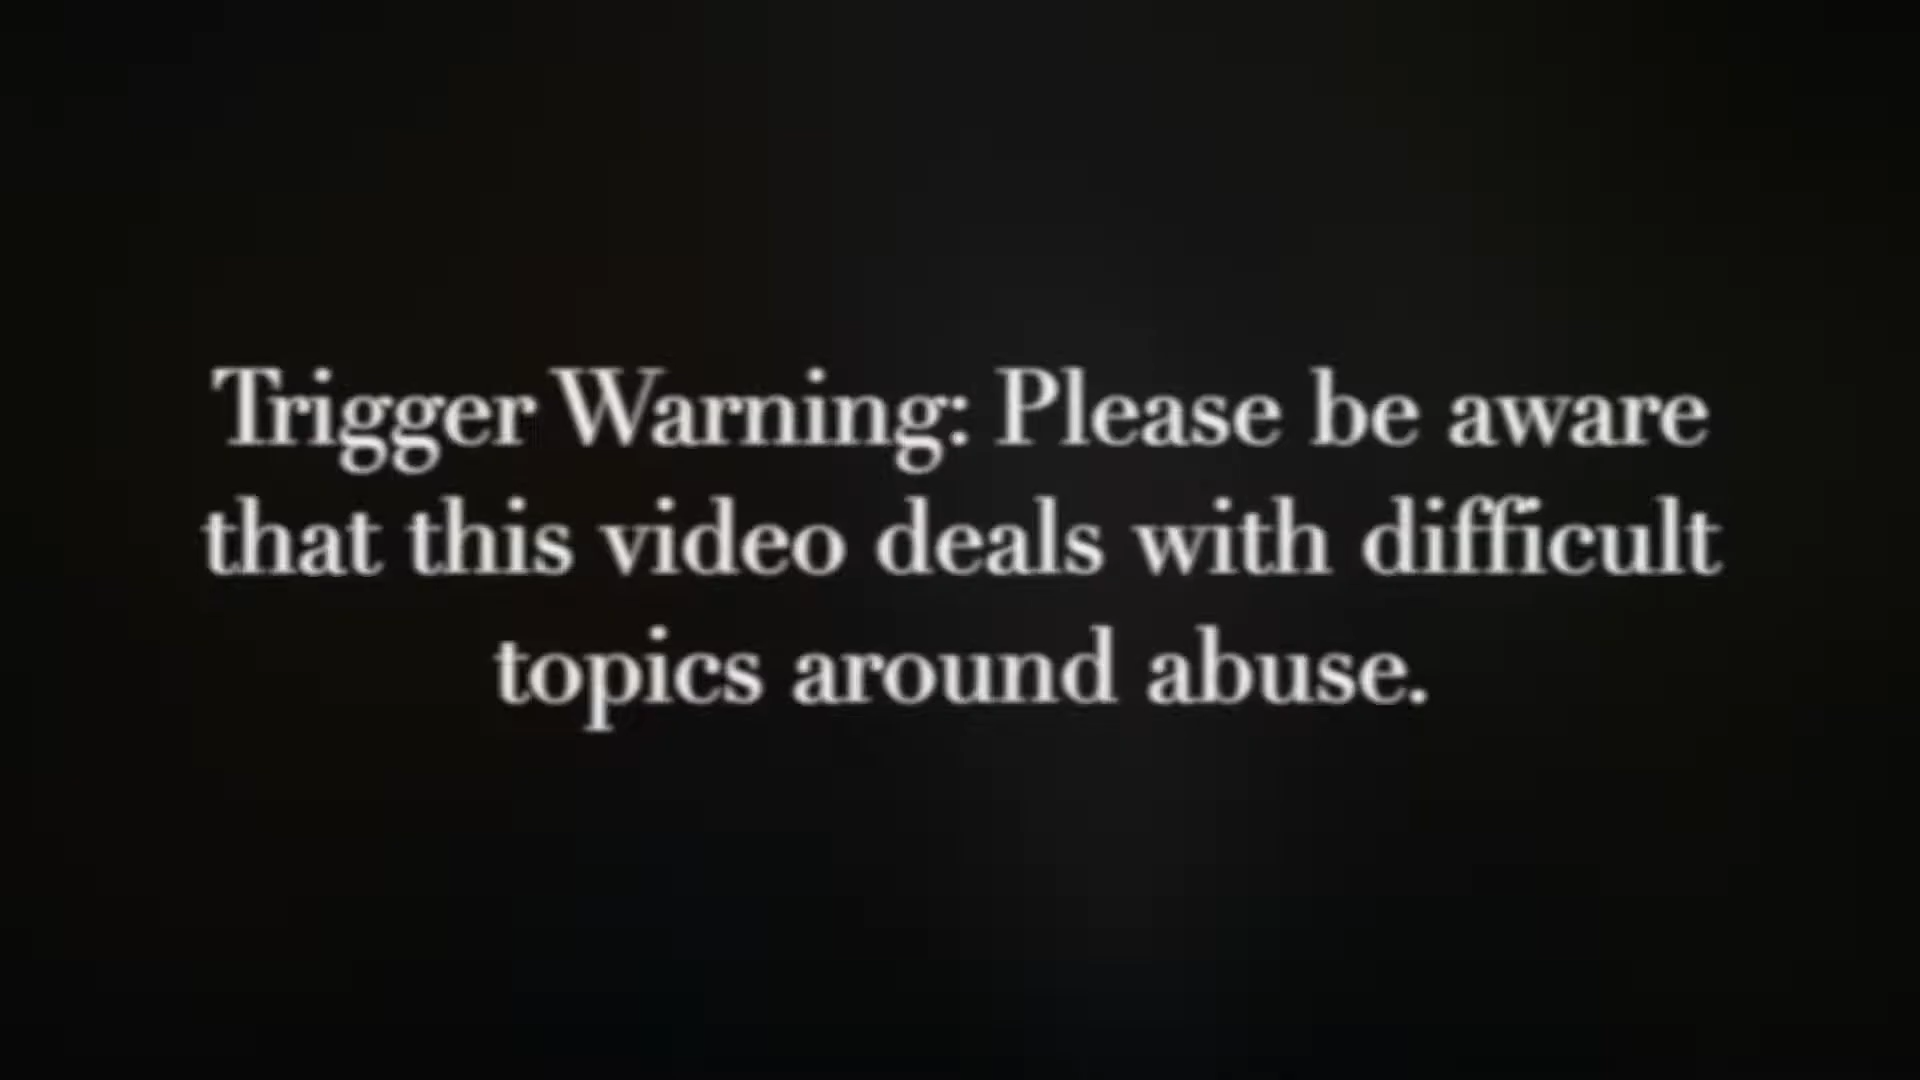 Trigger Warning: Please be aware
that this video deals with difficult
topics around abuse.